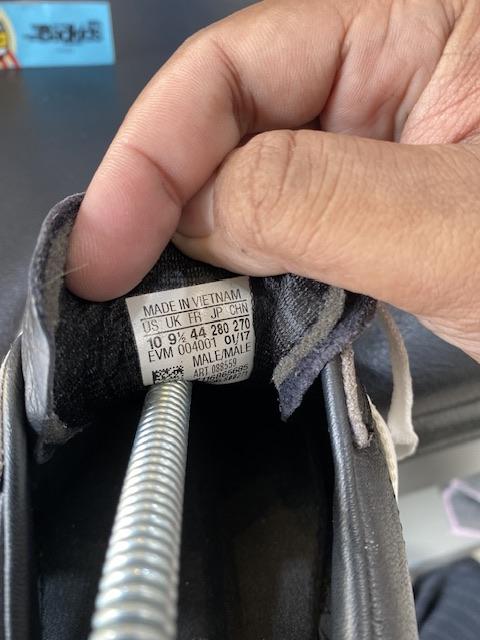 MADE IN VIETNAM
US UK FR JP CHN
10 9½ 44 280 270
EVM 004001 01/17
MALE/MALE
ART 088559